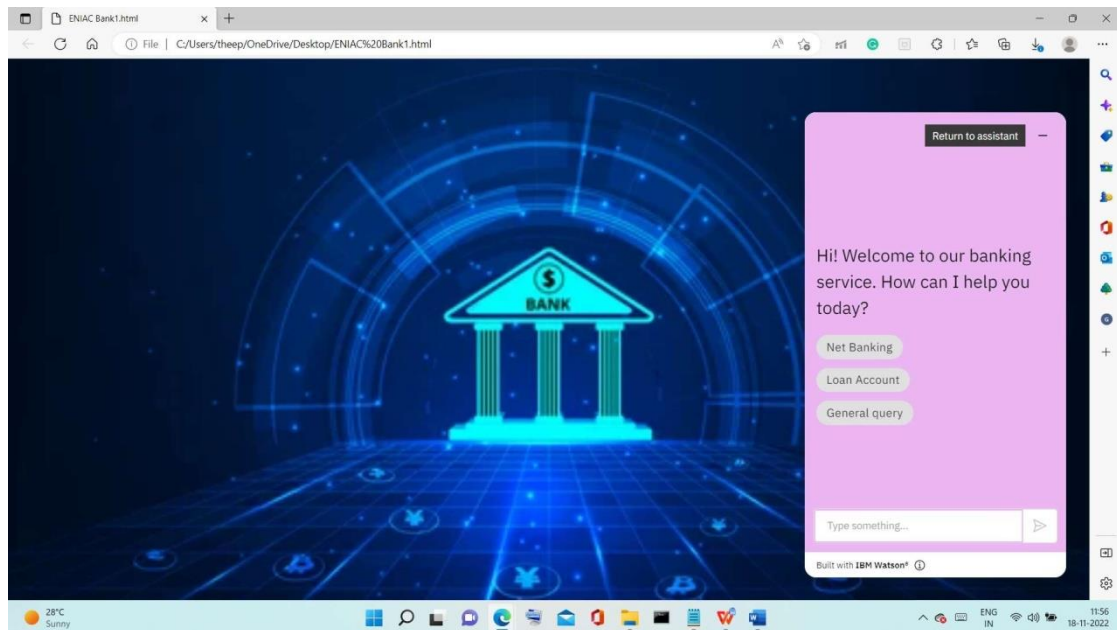 ENIAC Bank1.html
File
C:/Users/theep/OneDrive/Desktop/ENIAC%20Bank1.html
Return to assistant
Hi! Welcome to our banking
service. How can I help you
today?
Net Banking
Loan Account
General query
$
BANK
Type something...
Built with IBM Watson®
28°C
Sunny
ENG
IN
11:56
18-11-2022